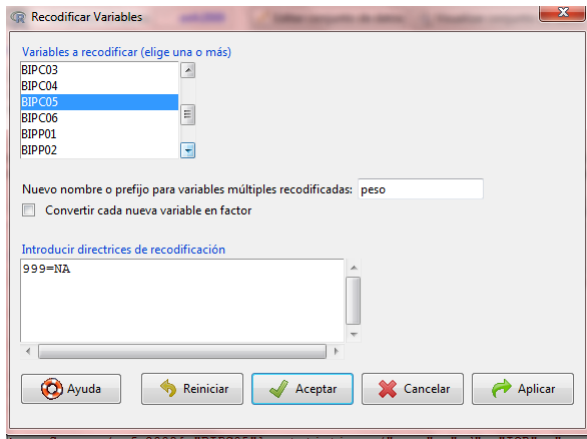 Recodificar Variables
Variables a recodificar (elige una o más)
BIPC03
BIPC04
BIPC05
BIPC06
BIPP01
BIPP02
Nuevo nombre o prefijo para variables múltiples recodificadas: peso
Convertir cada nueva variable en factor
Introducir directrices de recodificación
999=NA
Ayuda
Reiniciar
Aceptar
Cancelar
Aplicar